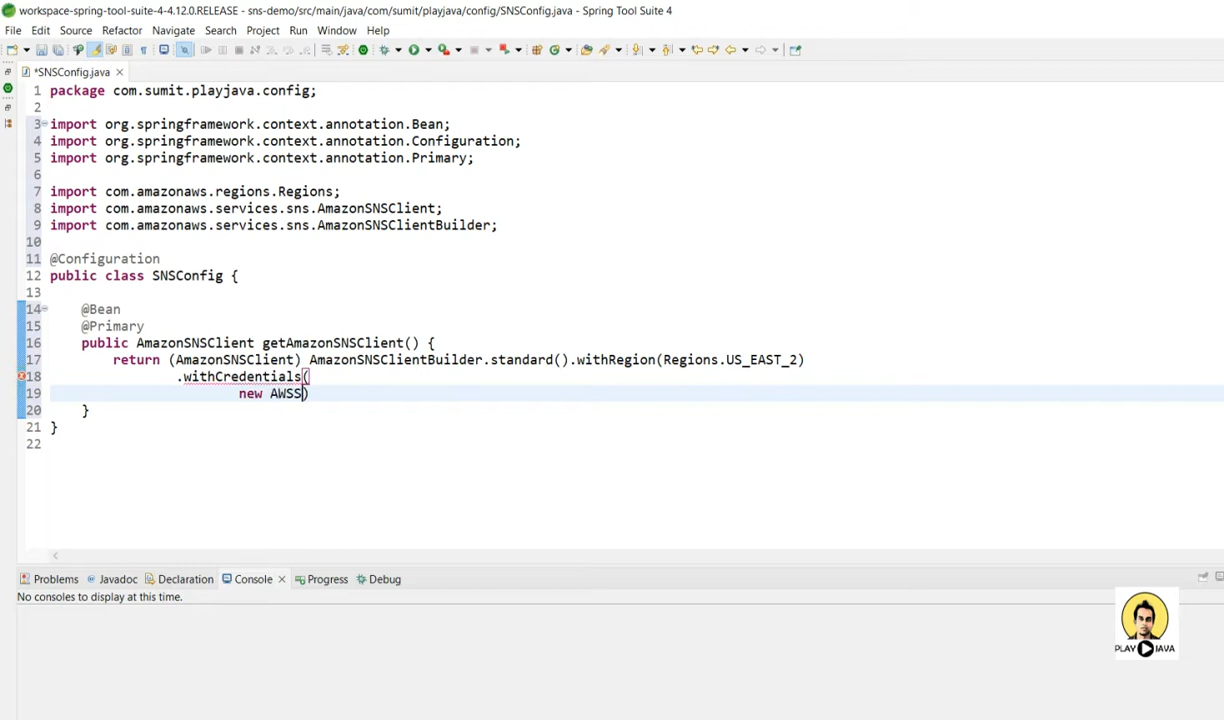 workspace-spring-tool-suite-4-4.12.0.RELEASE - sns-demo/src/main/java/com/sumit/playjava/config/SNSConfig.java - Spring Tool Suite 4
File Edit Source Refactor Navigate Search Project Run Window Help
*SNSConfig.java
1 package com.sumit.playjava.config;
2
3 import org.springframework.context.annotation.Bean;
4 import org.springframework.context.annotation.Configuration;
5 import org.springframework.context.annotation.Primary;
6
7 import com.amazonaws.regions.Regions;
8 import com.amazonaws.services.sns.AmazonSNSClient;
9 import com.amazonaws.services.sns.AmazonSNSClientBuilder;
10
11 @Configuration
12 public class SNSConfig {
13
14 @Bean
15 @Primary
16 public AmazonSNSClient getAmazonSNSClient() {
17 return (AmazonSNSClient) AmazonSNSClientBuilder.standard().withRegion(Regions.US_EAST_2)
18 .withCredentials(
19 new AWSS)
20 }
21 }
22
Problems Javadoc Declaration Console Progress Debug
No consoles to display at this time.
PLAY JAVA